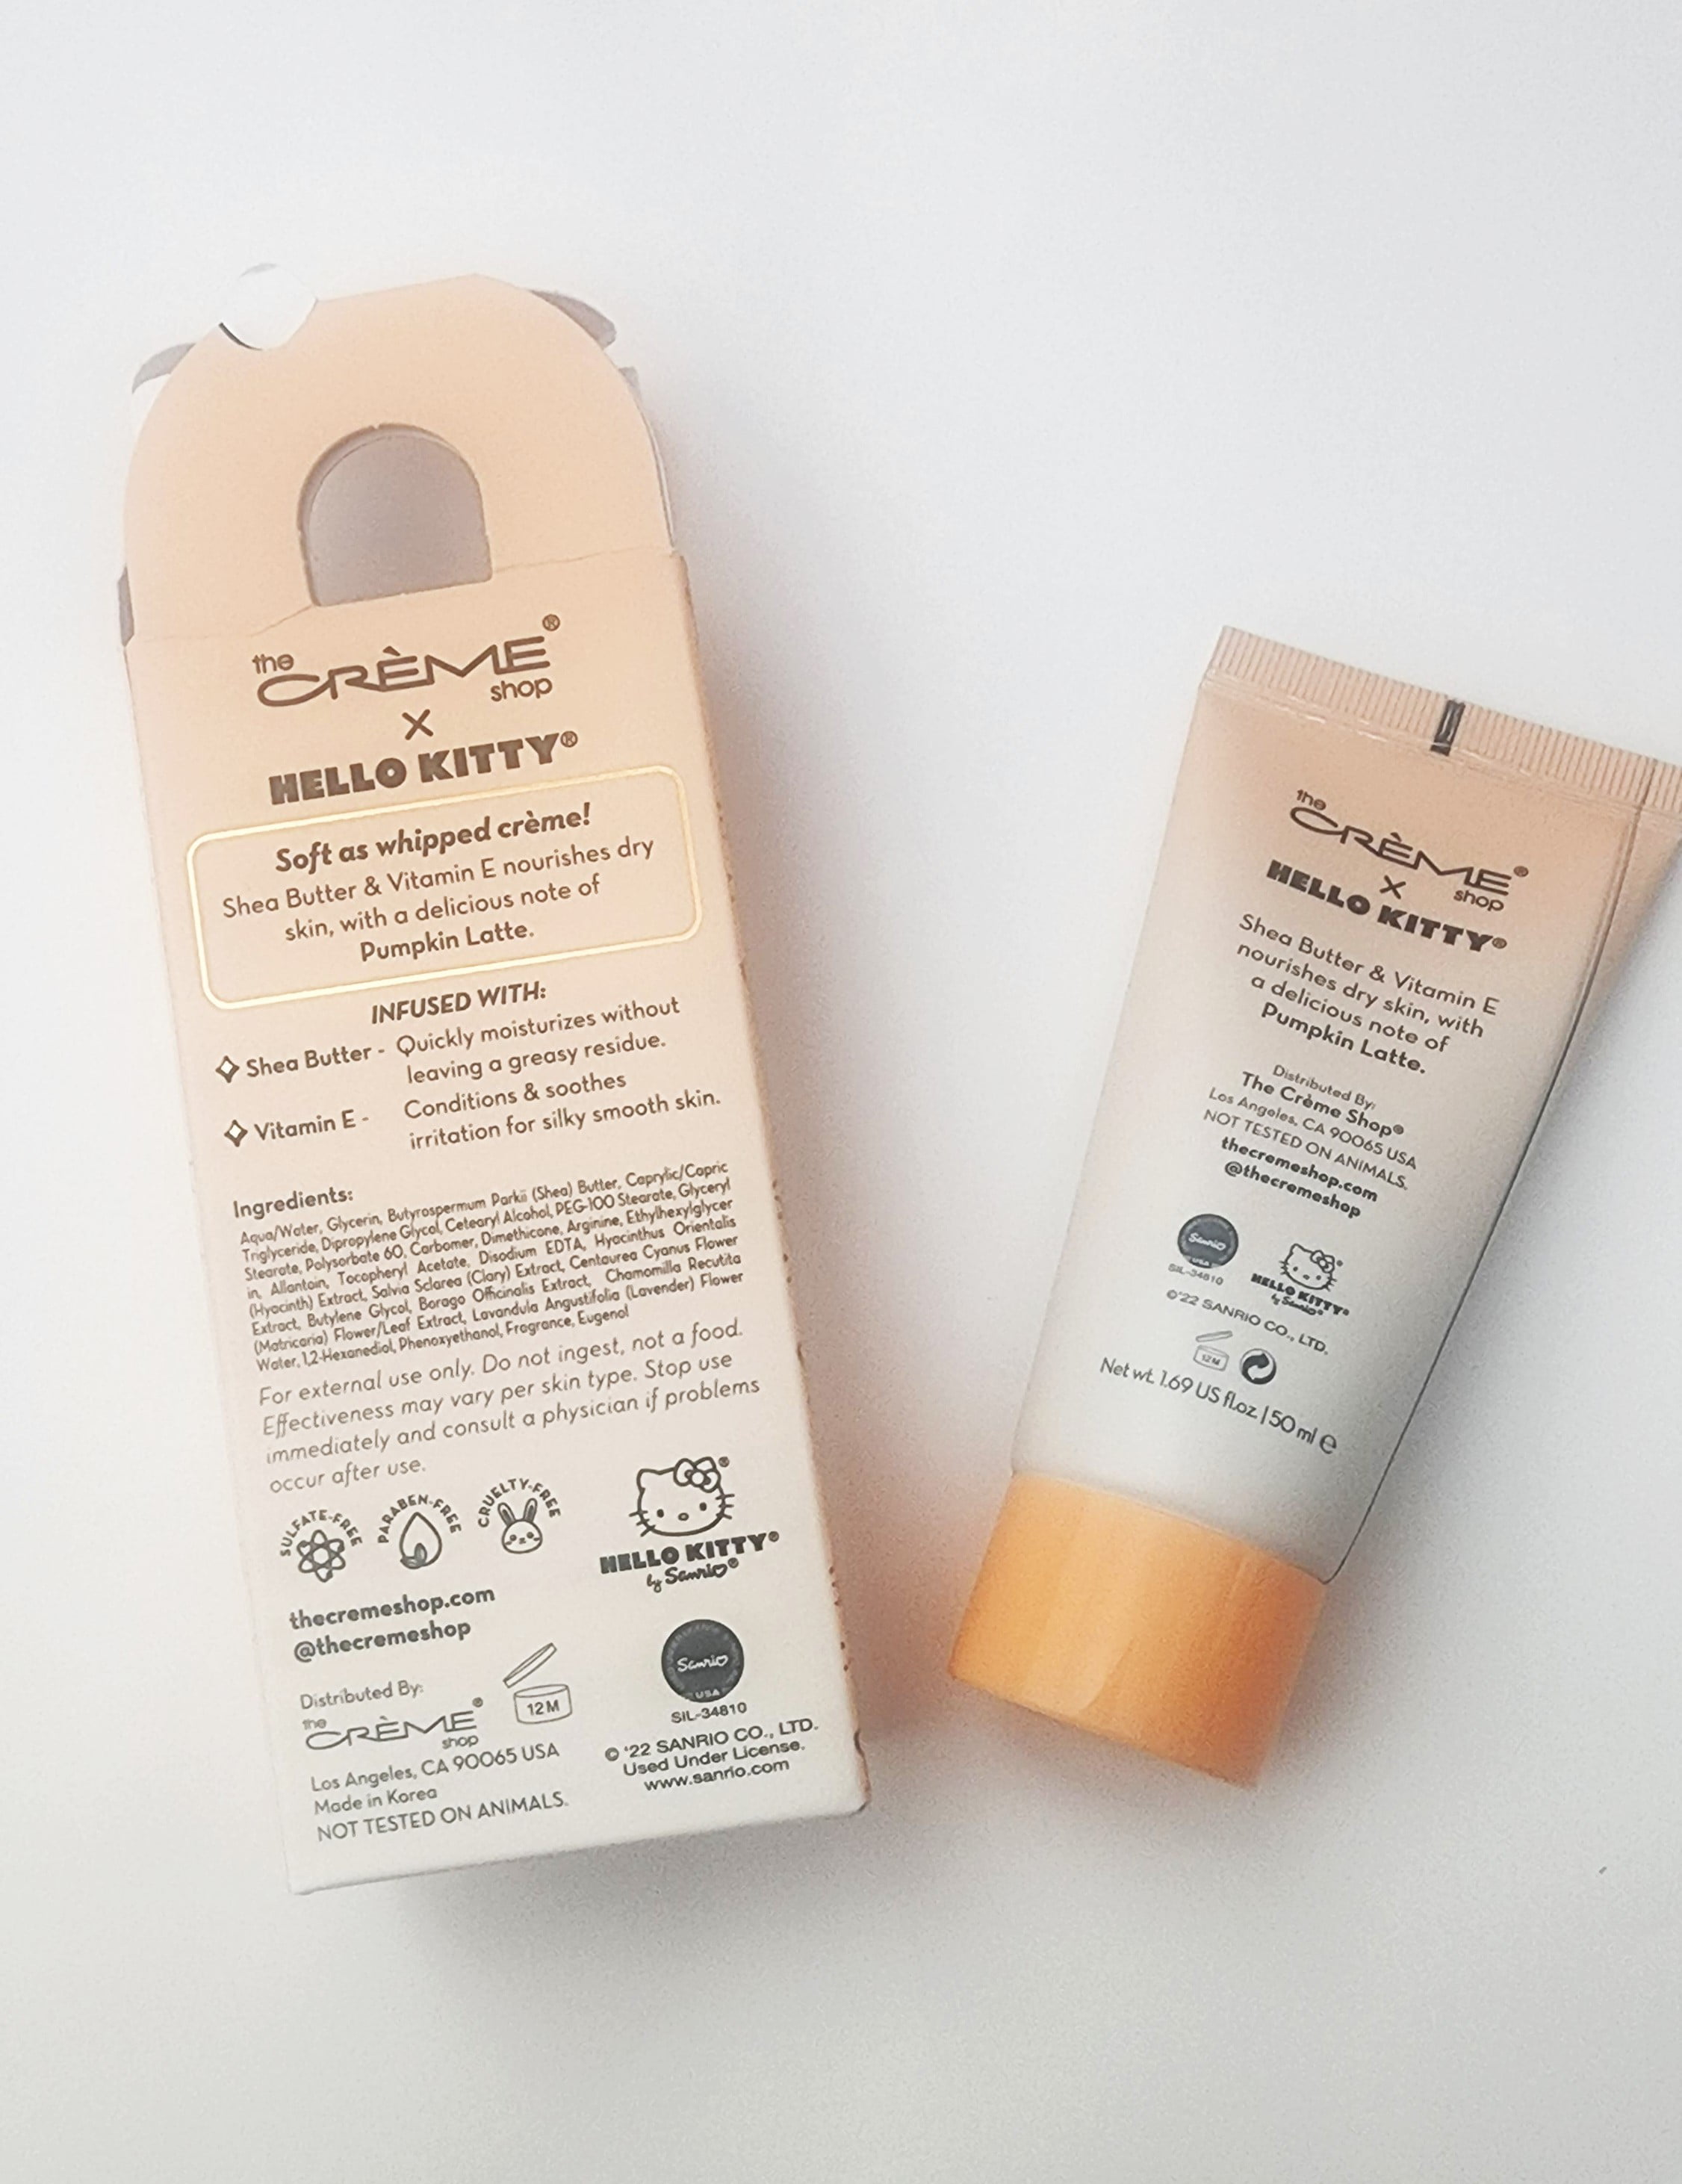 the
CRÈME®
shop
X
HELLO KITTY®
Soft as whipped crème!
Shea Butter & Vitamin E nourishes dry
skin, with a delicious note of
Pumpkin Latte.
INFUSED WITH:
Shea Butter - Quickly moisturizes without
leaving a greasy residue.
Vitamin E - Conditions & soothes
irritation for silky smooth skin.
Ingredients:
Aqua/Water, Glycerin, Butyrospermum Parkii (Shea) Butter, Caprylic/Capric
Triglyceride, Dipropylene Glycol, Cetearyl Alcohol, PEG-100 Stearate, Glyceryl
Stearate, Polysorbate 60, Carbomer, Dimethicone, Arginine, Ethylhexylglycer
in, Allantoin, Tocopheryl Acetate, Disodium EDTA, Hyacinthus Orientalis
(Hyacinth) Extract, Salvia Sclarea (Clary) Extract, Centaurea Cyanus Flower
Extract, Butylene Glycol, Borago Officinalis Extract, Chamomilla Recutita
(Matricaria) Flower/Leaf Extract, Lavandula Angustifolia (Lavender) Flower
Water, 1,2-Hexanediol, Phenoxyethanol, Fragrance, Eugenol
For external use only. Do not ingest, not a food.
Effectiveness may vary per skin type. Stop use
immediately and consult a physician if problems
occur after use.
SULFATE-FREE
PARABEN-FREE
CRUELTY-FREE
HELLO KITTY®
by Sanrio®
thecremeshop.com
@thecremeshop
Distributed By:
the
CRÈME®
shop
12M
Los Angeles, CA 90065 USA
Made in Korea
NOT TESTED ON ANIMALS.
Sanrio
USA
SIL-34810
© '22 SANRIO CO., LTD.
Used Under License.
www.sanrio.com
the
CRÈME®
shop
X
HELLO KITTY®
Shea Butter & Vitamin E
nourishes dry skin, with
a delicious note of
Pumpkin Latte.
Distributed By:
The Crème Shop®
Los Angeles, CA 90065 USA
NOT TESTED ON ANIMALS.
thecremeshop.com
@thecremeshop
Sanrio
USA
SIL-34810
HELLO KITTY®
by Sanrio®
©'22 SANRIO CO., LTD.
12M
Net wt. 1.69 US fl.oz. | 50 ml ℮